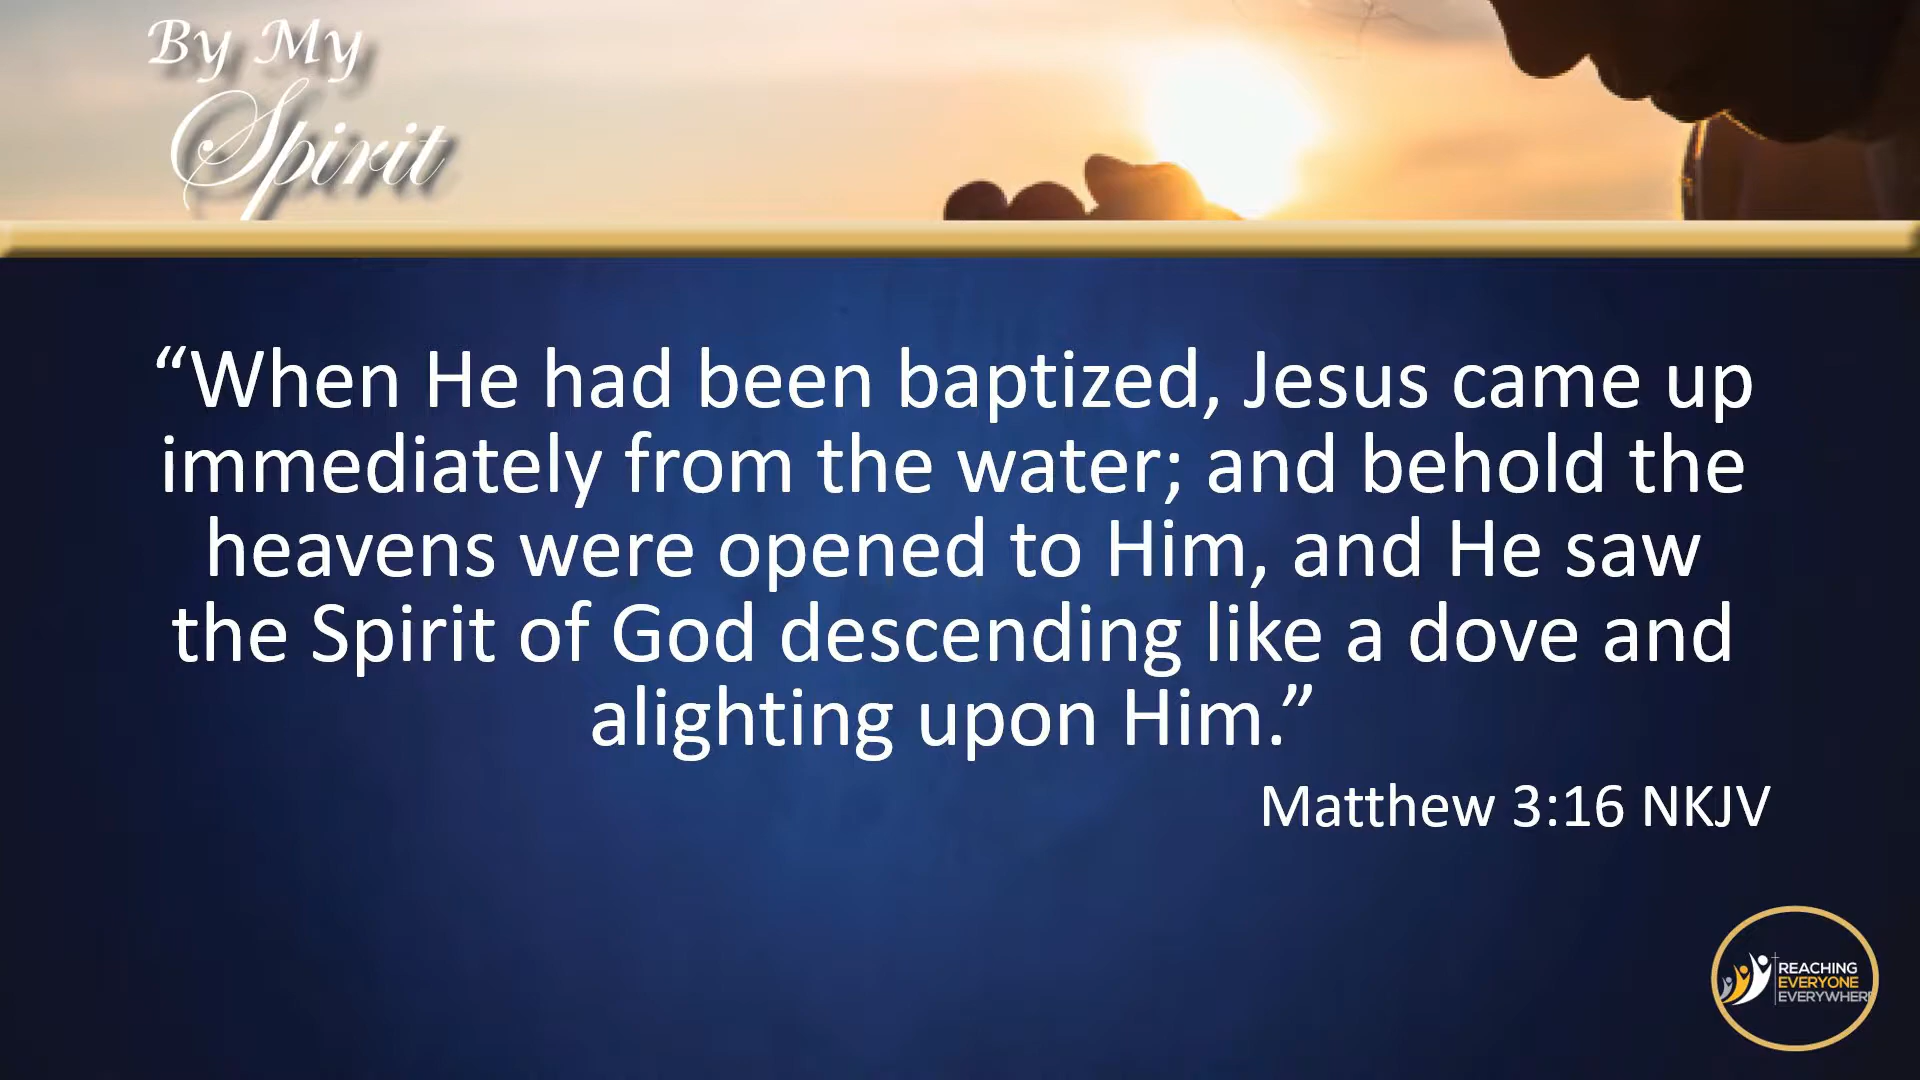 By My
Spirit
“When He had been baptized, Jesus came up
immediately from the water; and behold the
heavens were opened to Him, and He saw
the Spirit of God descending like a dove and
alighting upon Him.”
Matthew 3:16 NKJV
REACHING
EVERYONE
EVERYWHERE